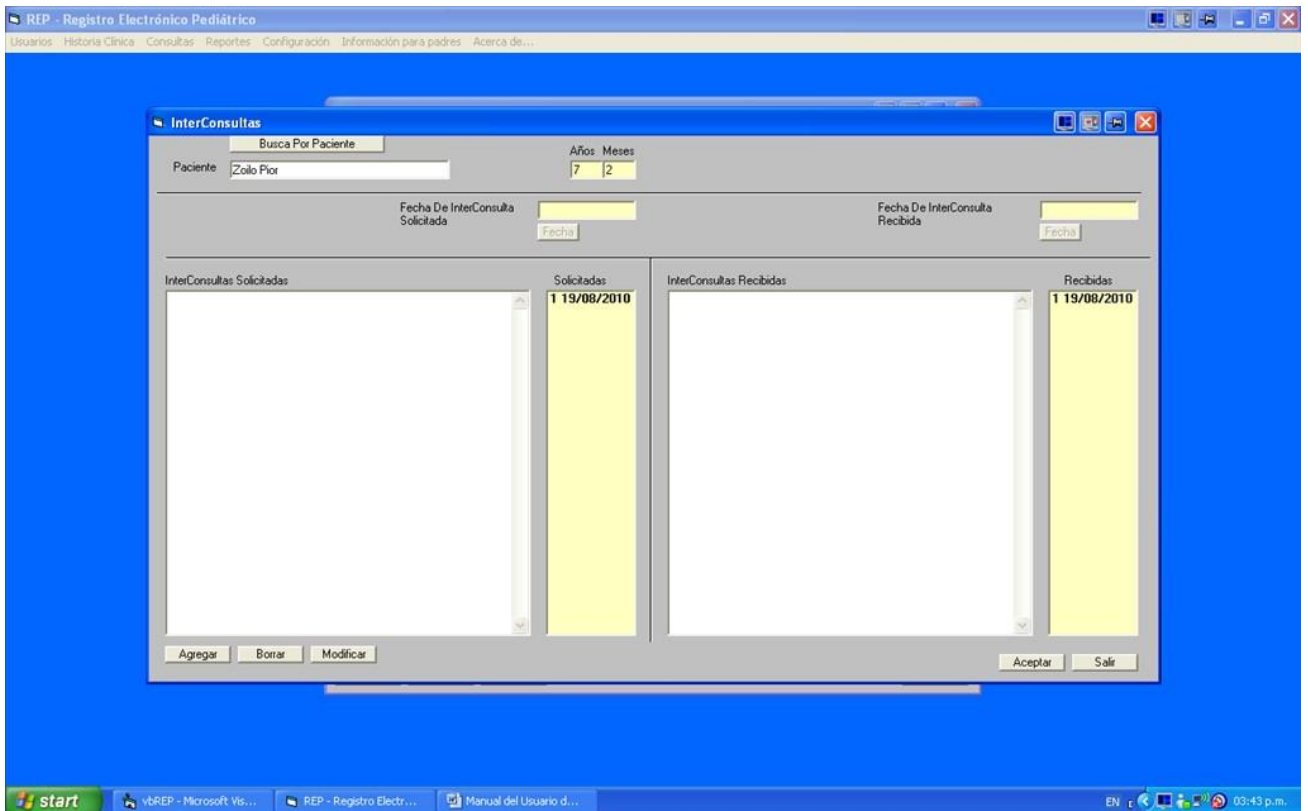 REP - Registro Electrónico Pediátrico
Usuarios Historia Clínica Consultas Reportes Configuración Información para padres Acerca de...
InterConsultas
Busca Por Paciente
Años Meses
Paciente Zoilo Pior 7 2
Fecha De InterConsulta
Solicitada
Fecha
Fecha De InterConsulta
Recibida
Fecha
InterConsultas Solicitadas
Solicitadas
1 19/08/2010
InterConsultas Recibidas
Recibidas
1 19/08/2010
Agregar Borrar Modificar
Aceptar Salir
start vbREP - Microsoft Vis... REP - Registro Electr... Manual del Usuario d... EN 03:43 p.m.